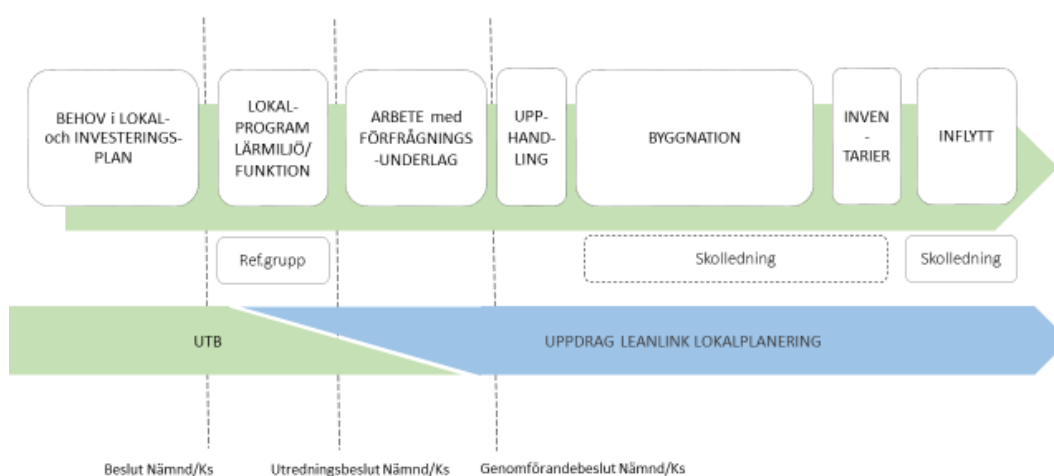 BEHOV i LOKAL-
och INVESTERINGS-
PLAN
LOKAL-
PROGRAM
LÄRMILJÖ/
FUNKTION
ARBETE med
FÖRFRÅGNINGS
-UNDERLAG
UPP-
HAND-
LING
BYGGNATION
INVEN
-
TARIER
INFLYTT
Ref.grupp
Skolledning
Skolledning
UTB
UPPDRAG LEANLINK LOKALPLANERING
Beslut Nämnd/Ks
Utredningsbeslut Nämnd/Ks
Genomförandebeslut Nämnd/Ks